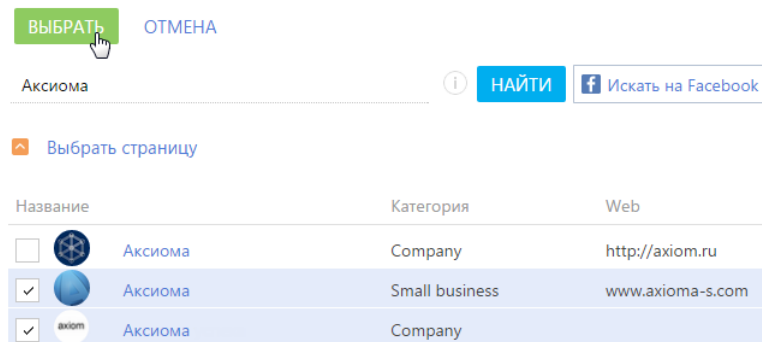 ВЫБРАТЬ ОТМЕНА
Аксиома i НАЙТИ f Искать на Facebook
Выбрать страницу
Название Категория Web
Аксиома Company http://axiom.ru
Аксиома Small business www.axioma-s.com
axiom Аксиома Company